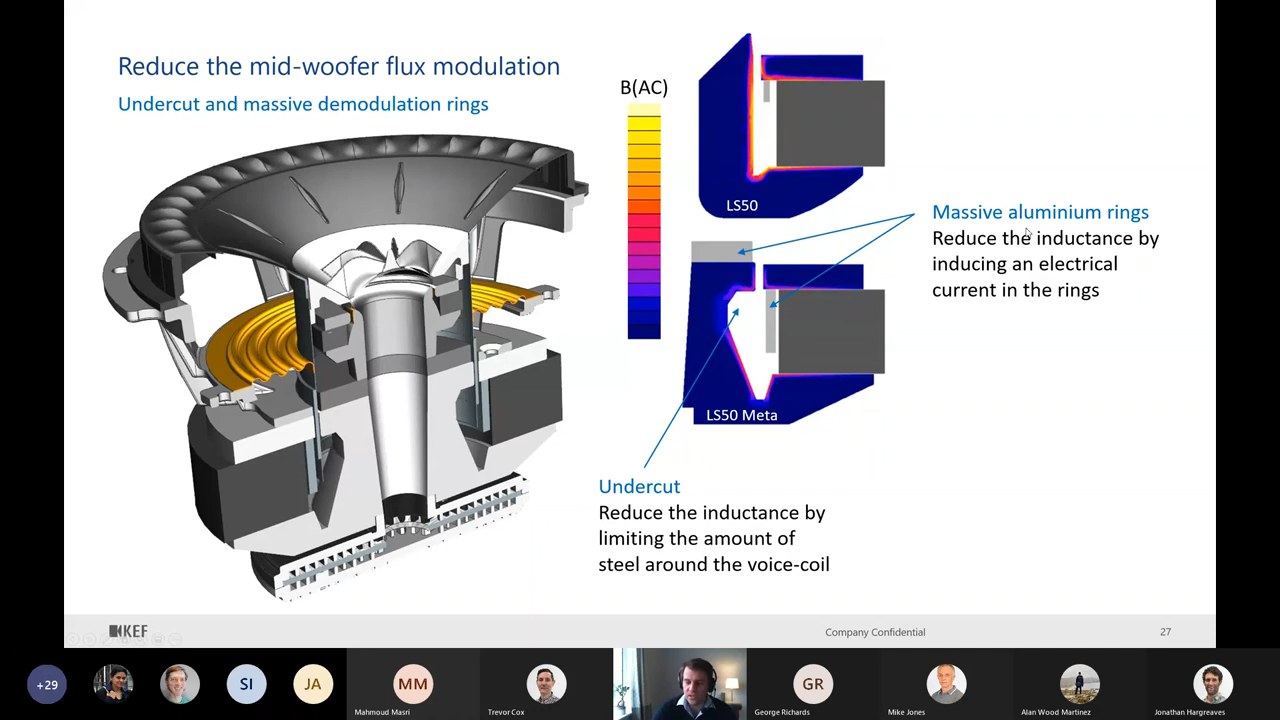 Reduce the mid-woofer flux modulation
Undercut and massive demodulation rings
B(AC)
LS50
Massive aluminium rings
Reduce the inductance by
inducing an electrical
current in the rings
LS50 Meta
Undercut
Reduce the inductance by
limiting the amount of
steel around the voice-coil
KEF
Company Confidential
27
+29
SI
JA
MM
Mahmoud Masri
Trevor Cox
GR
George Richards
Mike Jones
Alan Wood Martinez
Jonathan Hargreaves